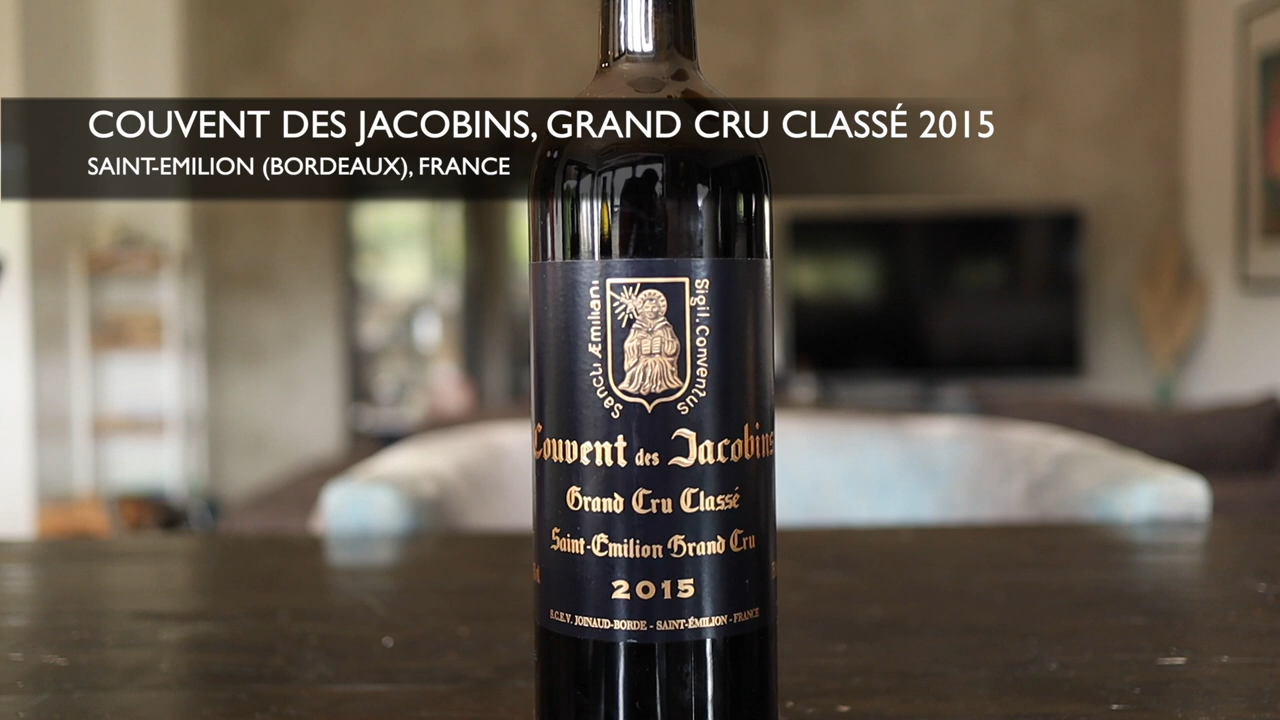 COUVENT DES JACOBINS, GRAND CRU CLASSÉ 2015
SAINT-EMILION (BORDEAUX), FRANCE
Sancti Æmiliani
Sigil. Conventus
Couvent des Jacobins
Grand Cru Classé
Saint-Emilion Grand Cru
2015
S.C.E.V. JOINAUD-BORDE - SAINT-ÉMILION - FRANCE